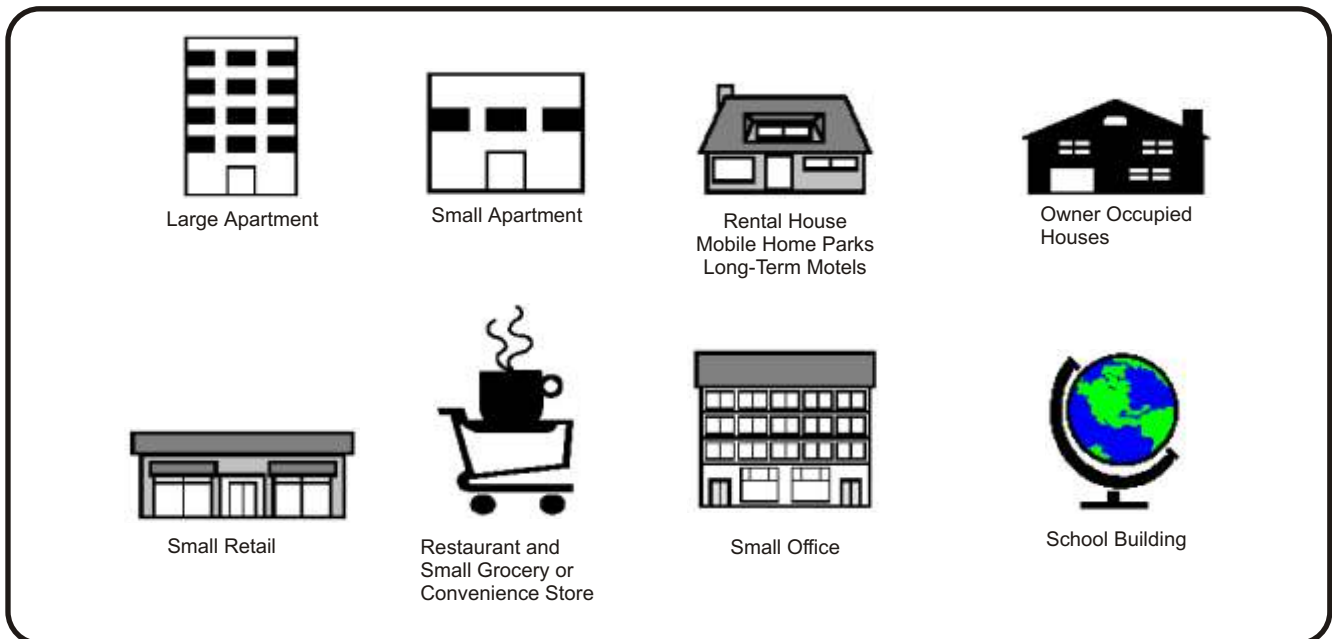 Large Apartment
Small Apartment
Rental House
Mobile Home Parks
Long-Term Motels
Owner Occupied
Houses
Small Retail
Restaurant and
Small Grocery or
Convenience Store
Small Office
School Building